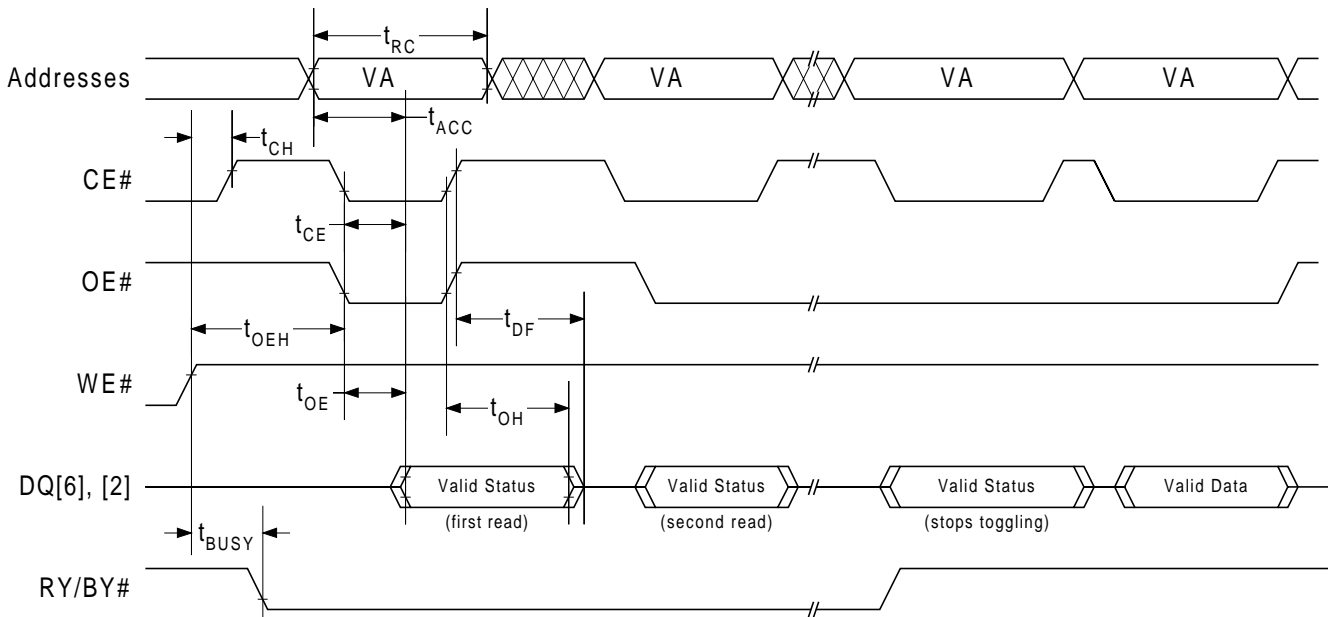 tRC
Addresses VA VA VA VA
tACC
tCH
CE#
tCE
OE#
tOEH tDF
WE#
tOE tOH
DQ[6], [2] Valid Status Valid Status Valid Status Valid Data
(first read) (second read) (stops toggling)
tBUSY
RY/BY#